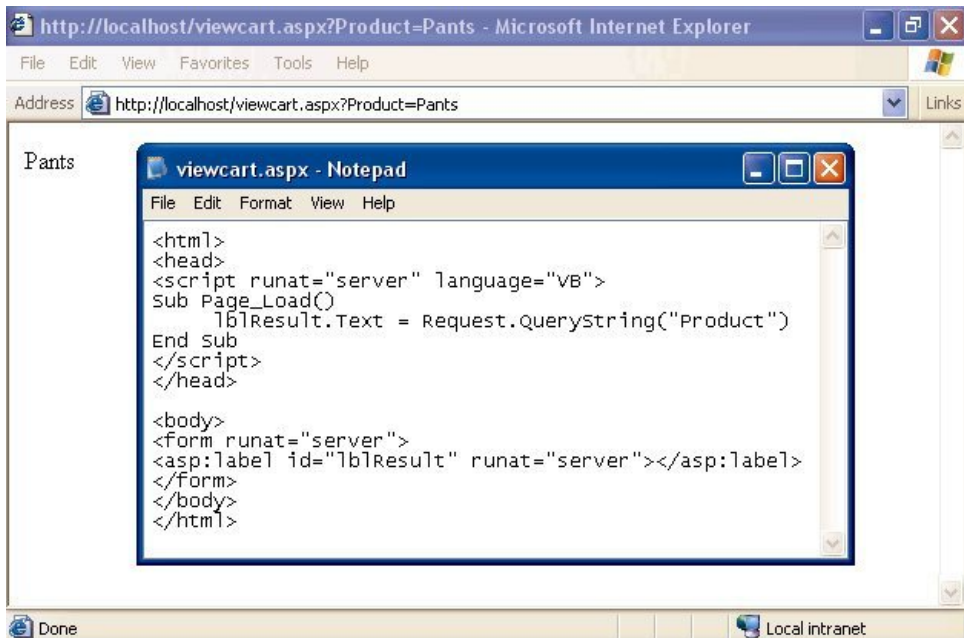 http://localhost/viewcart.aspx?Product=Pants - Microsoft Internet Explorer
File Edit View Favorites Tools Help
Address http://localhost/viewcart.aspx?Product=Pants Links
Pants
viewcart.aspx - Notepad
File Edit Format View Help
<html>
<head>
<script runat="server" language="VB">
Sub Page_Load()
lblResult.Text = Request.QueryString("Product")
End Sub
</script>
</head>
<body>
<form runat="server">
<asp:label id="lblResult" runat="server"></asp:label>
</form>
</body>
</html>
Done Local intranet